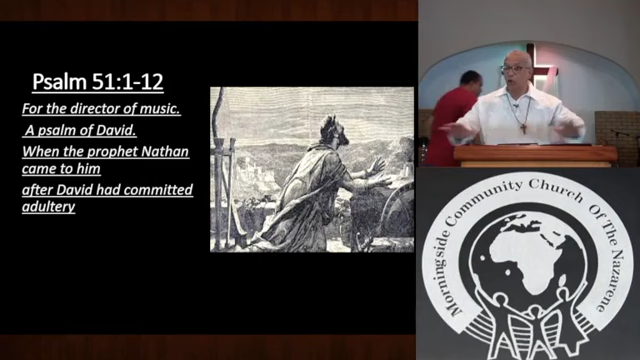 Psalm 51:1-12
For the director of music.
A psalm of David.
When the prophet Nathan
came to him
after David had committed
adultery
Morningside Community Church Of The Nazarene